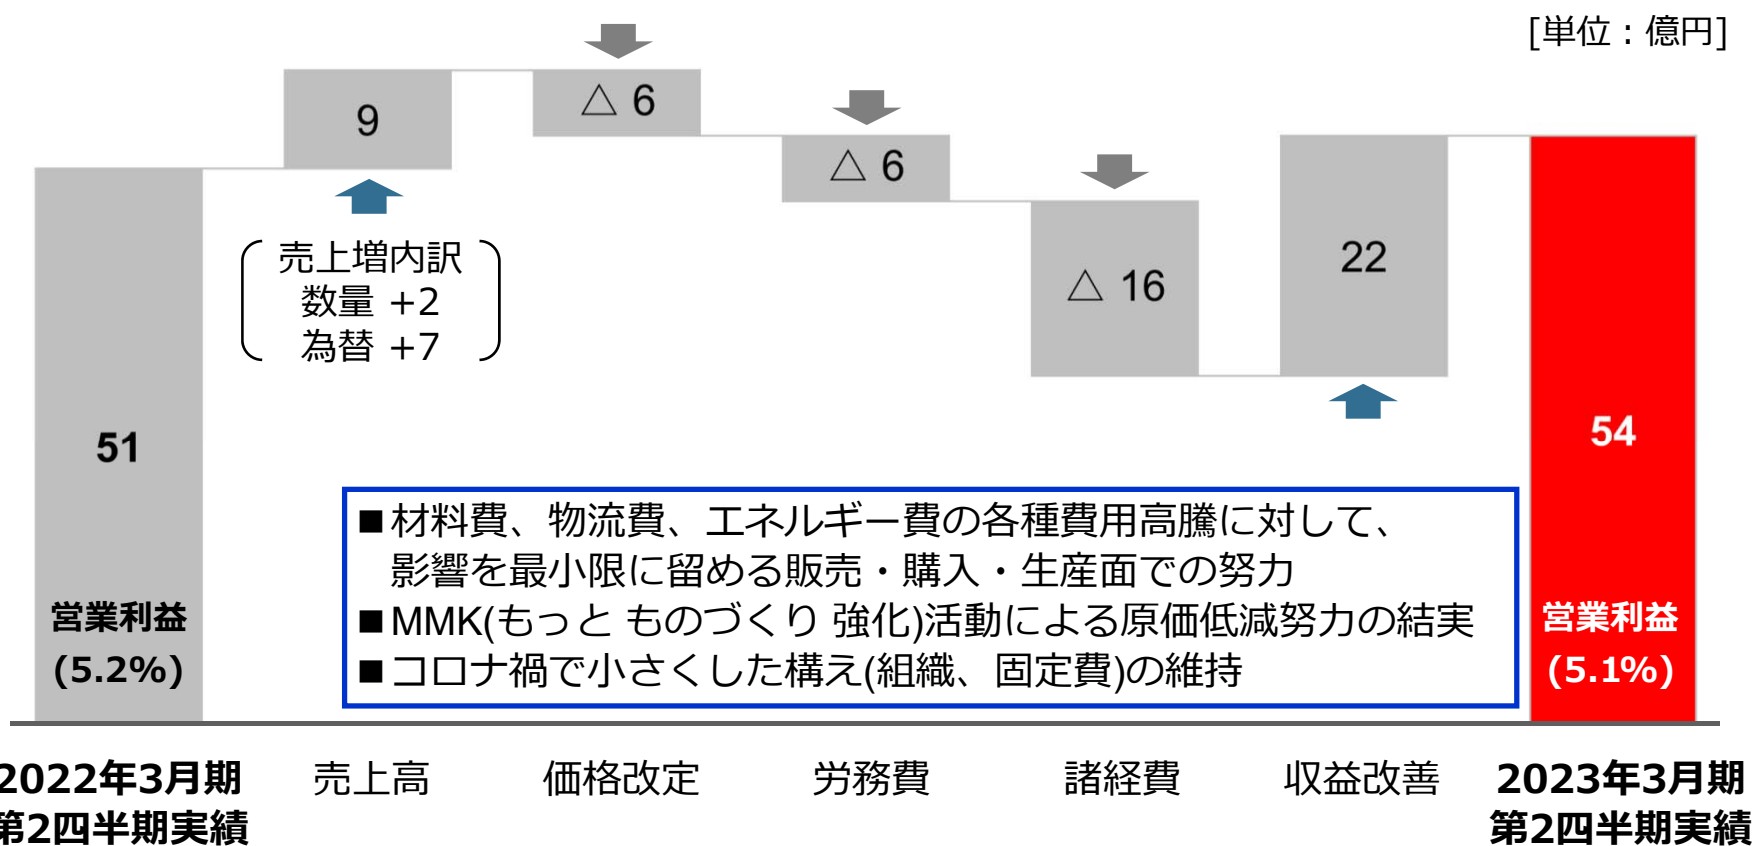 [単位：億円]
9
△ 6
△ 6
△ 16
22
売上増内訳
数量 +2
為替 +7
51
営業利益
(5.2%)
54
営業利益
(5.1%)
■材料費、物流費、エネルギー費の各種費用高騰に対して、
影響を最小限に留める販売・購入・生産面での努力
■MMK(もっと ものづくり 強化)活動による原価低減努力の結実
■コロナ禍で小さくした構え(組織、固定費)の維持
2022年3月期
第2四半期実績
売上高
価格改定
労務費
諸経費
収益改善
2023年3月期
第2四半期実績